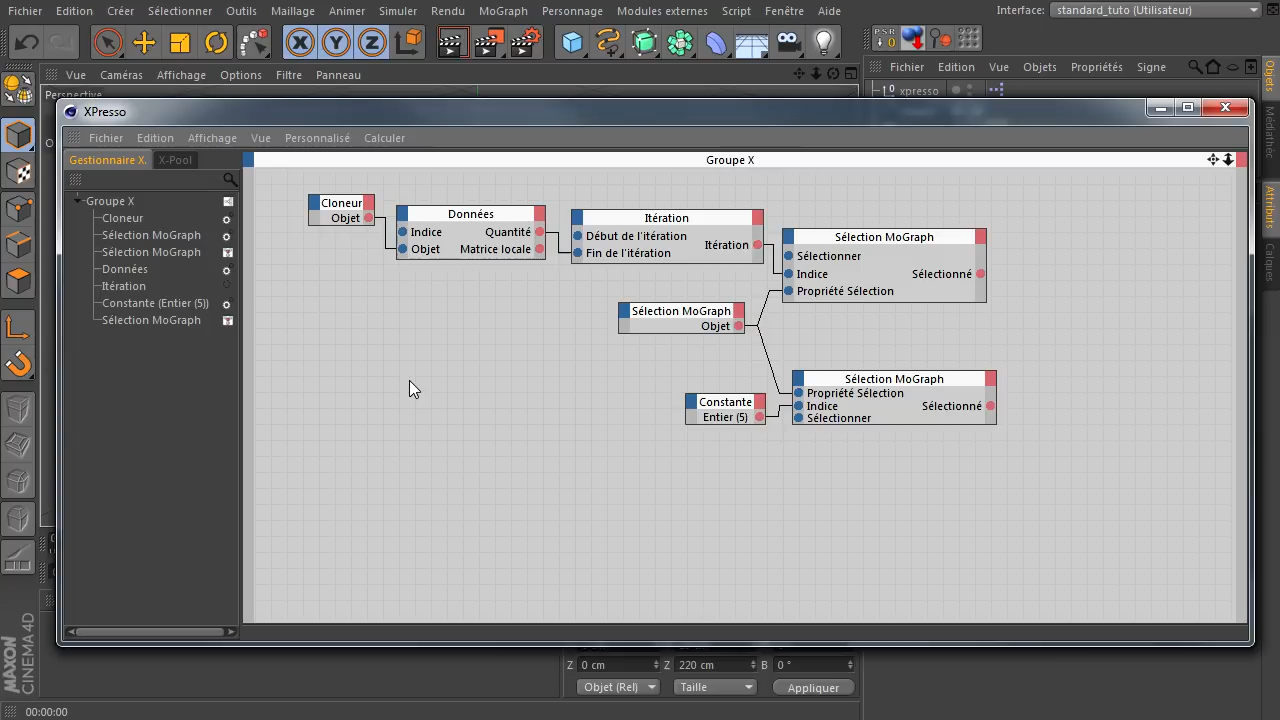 Fichier Edition Créer Sélectionner Outils Maillage Animer Simuler Rendu MoGraph Personnage Modules externes Script Fenêtre Aide Interface: standard_tuto (Utilisateur)
X Y Z
PSR
0
Vue Caméras Affichage Options Filtre Panneau
Fichier Edition Vue Objets Propriétés Signe
Perspective
xpresso
XPresso
Fichier Edition Affichage Vue Personnalisé Calculer
Gestionnaire X. X-Pool
Groupe X
Groupe X
Cloneur
Sélection MoGraph
Sélection MoGraph
Données
Itération
Constante (Entier (5))
Sélection MoGraph
Cloneur
Objet
Données
Indice Quantité
Objet Matrice locale
Itération
Début de l'itération
Itération
Fin de l'itération
Sélection MoGraph
Sélectionner
Indice Sélectionné
Propriété Sélection
Sélection MoGraph
Objet
Sélection MoGraph
Propriété Sélection
Indice Sélectionné
Sélectionner
Constante
Entier (5)
Objets
Attributs
Calques
Z 0 cm Z 220 cm B 0 °
Objet (Rel) Taille Appliquer
00:00:00
MAXON
CINEMA 4D